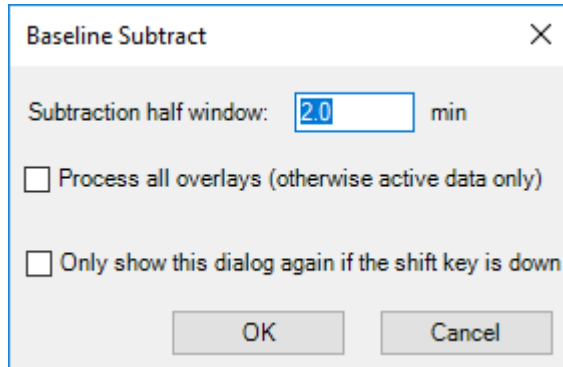 Baseline Subtract
Subtraction half window: 2.0 min
Process all overlays (otherwise active data only)
Only show this dialog again if the shift key is down
OK Cancel